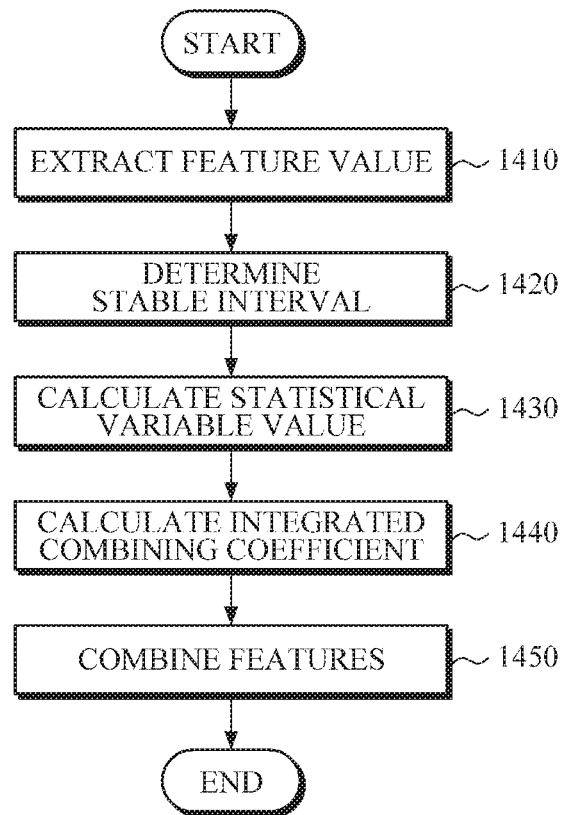 START
EXTRACT FEATURE VALUE
1410
DETERMINE
STABLE INTERVAL
1420
CALCULATE STATISTICAL
VARIABLE VALUE
1430
CALCULATE INTEGRATED
COMBINING COEFFICIENT
1440
COMBINE FEATURES
1450
END